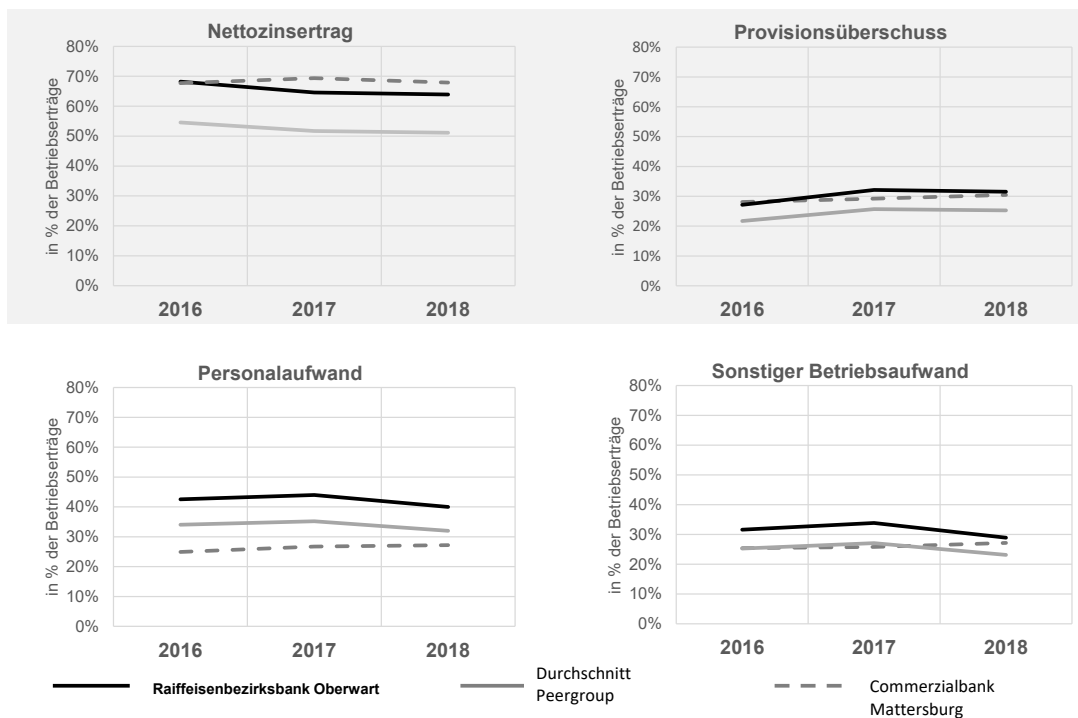 Nettozinsertrag
in % der Betriebserträge
80%
70%
60%
50%
40%
30%
20%
10%
0%
2016 2017 2018
Provisionsüberschuss
in % der Betriebserträge
80%
70%
60%
50%
40%
30%
20%
10%
0%
2016 2017 2018
Personalaufwand
in % der Betriebserträge
80%
70%
60%
50%
40%
30%
20%
10%
0%
2016 2017 2018
Sonstiger Betriebsaufwand
in % der Betriebserträge
80%
70%
60%
50%
40%
30%
20%
10%
0%
2016 2017 2018
Raiffeisenbezirksbank Oberwart
Durchschnitt
Peergroup
Commerzialbank
Mattersburg